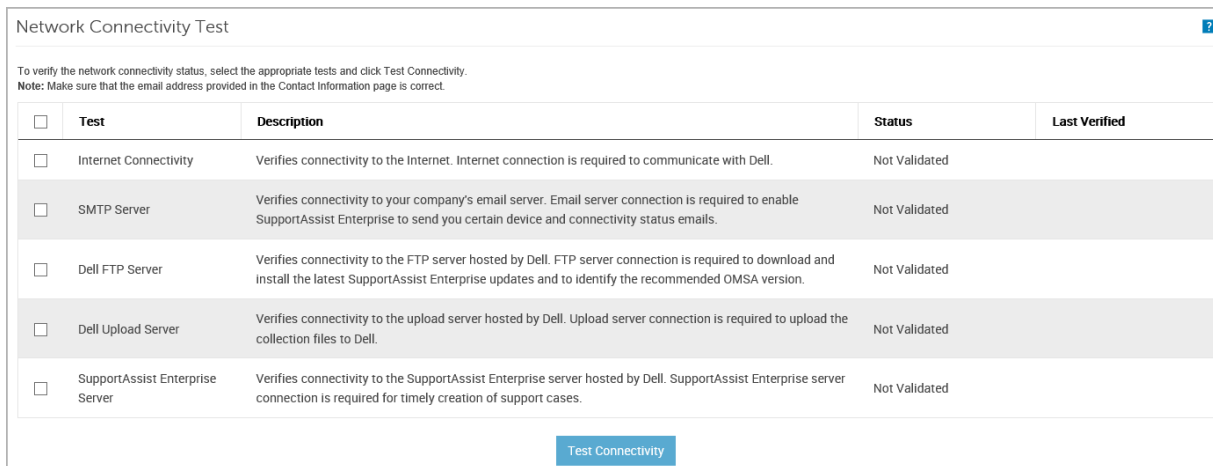 Network Connectivity Test
?
To verify the network connectivity status, select the appropriate tests and click Test Connectivity.
Note: Make sure that the email address provided in the Contact Information page is correct.
Test Description Status Last Verified
Internet Connectivity Verifies connectivity to the Internet. Internet connection is required to communicate with Dell. Not Validated
SMTP Server Verifies connectivity to your company's email server. Email server connection is required to enable
SupportAssist Enterprise to send you certain device and connectivity status emails. Not Validated
Dell FTP Server Verifies connectivity to the FTP server hosted by Dell. FTP server connection is required to download and
install the latest SupportAssist Enterprise updates and to identify the recommended OMSA version. Not Validated
Dell Upload Server Verifies connectivity to the upload server hosted by Dell. Upload server connection is required to upload the
collection files to Dell. Not Validated
SupportAssist Enterprise
Server
Verifies connectivity to the SupportAssist Enterprise server hosted by Dell. SupportAssist Enterprise server
connection is required for timely creation of support cases.
Not Validated
Test Connectivity